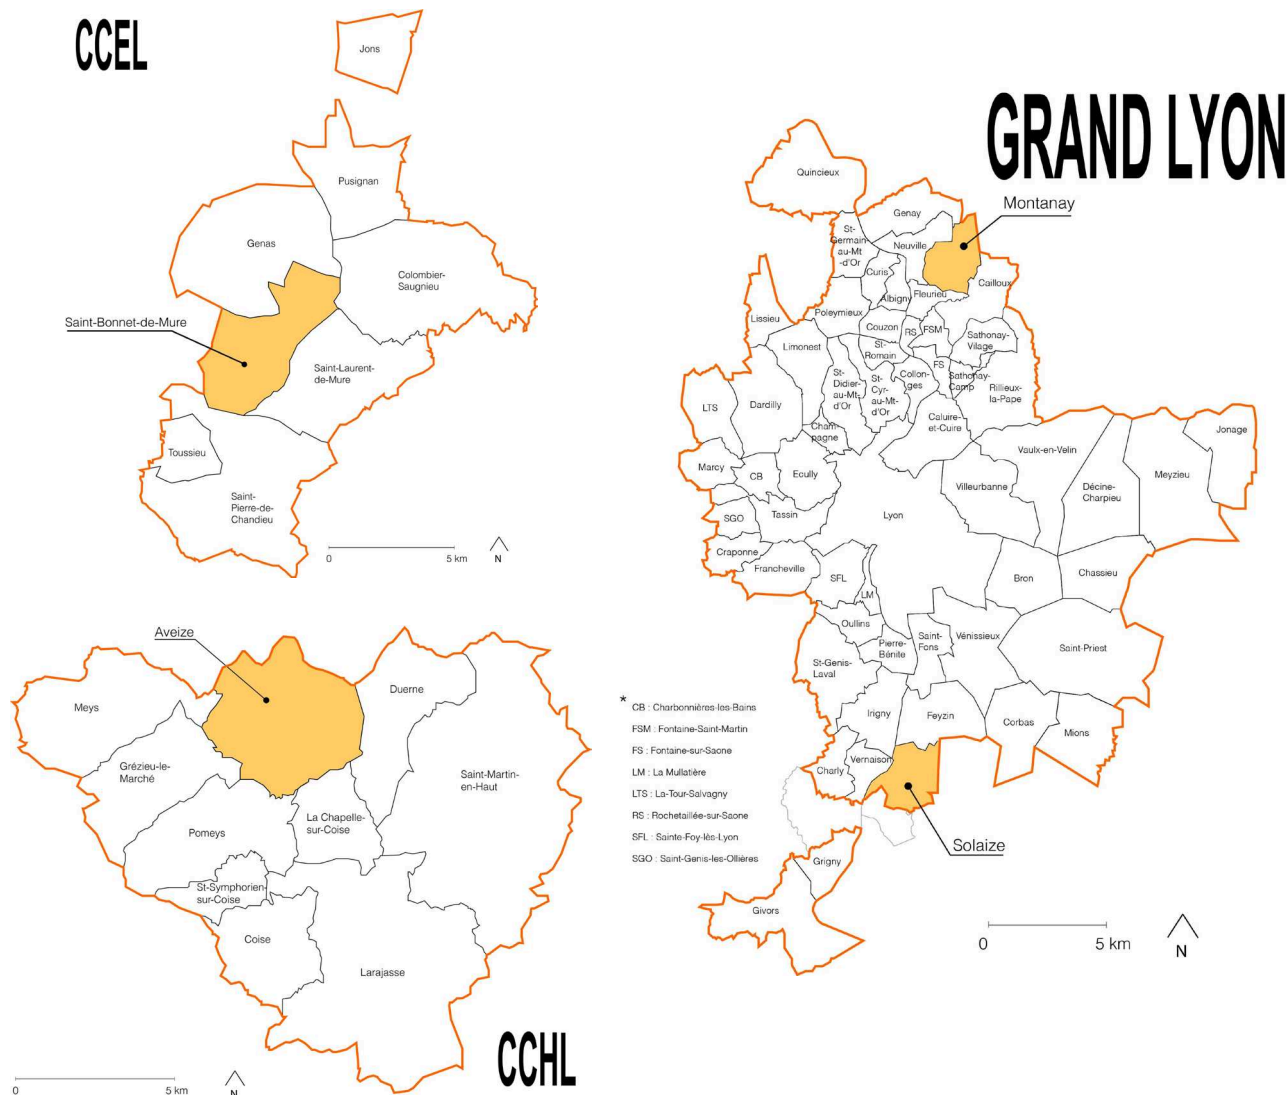 CCEL
Jons
Pusignan
Genas
Colombier-
Saugnieu
Saint-Bonnet-de-Mure
Saint-Laurent-
de-Mure
Toussieu
Saint-
Pierre-de-
Chandieu
0
5 km
N
GRAND LYON
Quincieux
Montanay
Genay
St-
Germain-
au-Mt
-d'Or
Neuville
Curis
Cailloux
Albigny
Fleurieu
Lissieu
Poleymieux
Couzon
RS
FSM
Sathonay-
Vilage
Limonest
St-
Romain
FS
St-
Didier-
au-Mt-
d'Or
St-
Cyr-
au-Mt-
d'Or
Collon-
ges
Sathonay-
Camp
Rillieux-
la-Pape
LTS
Dardilly
Cham-
pagne
Caluire-
et-Cuire
Jonage
Vaulx-en-Velin
Marcy
CB
Ecully
Villeurbanne
Décine-
Charpieu
Meyzieu
SGO
Tassin
Lyon
Craponne
Francheville
SFL
LM
Bron
Chassieu
Oullins
Pierre-
Bénite
Saint-
Fons
Vénissieux
Saint-Priest
St-Genis-
Laval
Irigny
Feyzin
Corbas
Mions
Charly
Vernaison
Solaize
Grigny
Givors
0
5 km
N
*
CB : Charbonnières-les-Bains
FSM : Fontaine-Saint-Martin
FS : Fontaine-sur-Saone
LM : La Mullatière
LTS : La-Tour-Salvagny
RS : Rochetaillée-sur-Saone
SFL : Sainte-Foy-lès-Lyon
SGO : Saint-Genis-les-Ollières
Aveize
Duerne
Meys
Grézieu-le-
Marché
Saint-Martin-
en-Haut
La Chapelle-
sur-Coise
Pomeys
St-Symphorien-
sur-Coise
Coise
Larajasse
CCHL
0
5 km
N